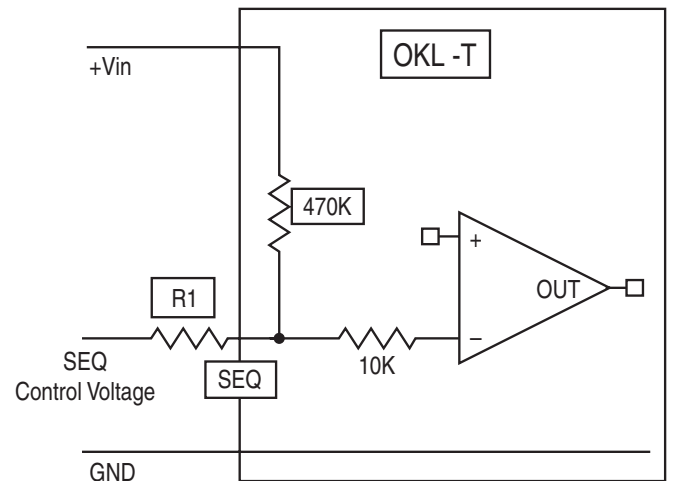 OKL -T
+Vin
470K
+
OUT
R1
–
SEQ
Control Voltage
SEQ
10K
GND